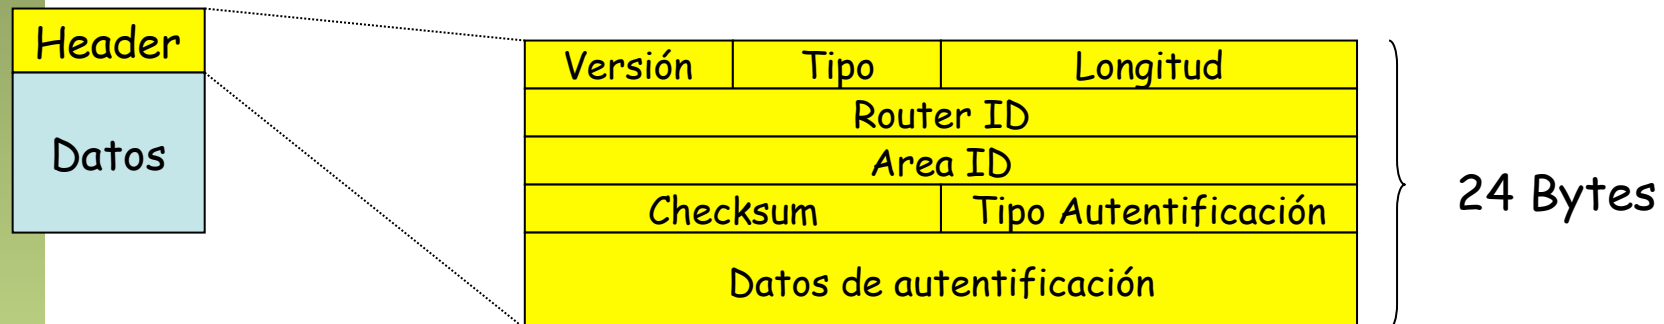 Header
Datos
Versión Tipo Longitud
Router ID
Area ID
Checksum Tipo Autentificación
Datos de autentificación
24 Bytes